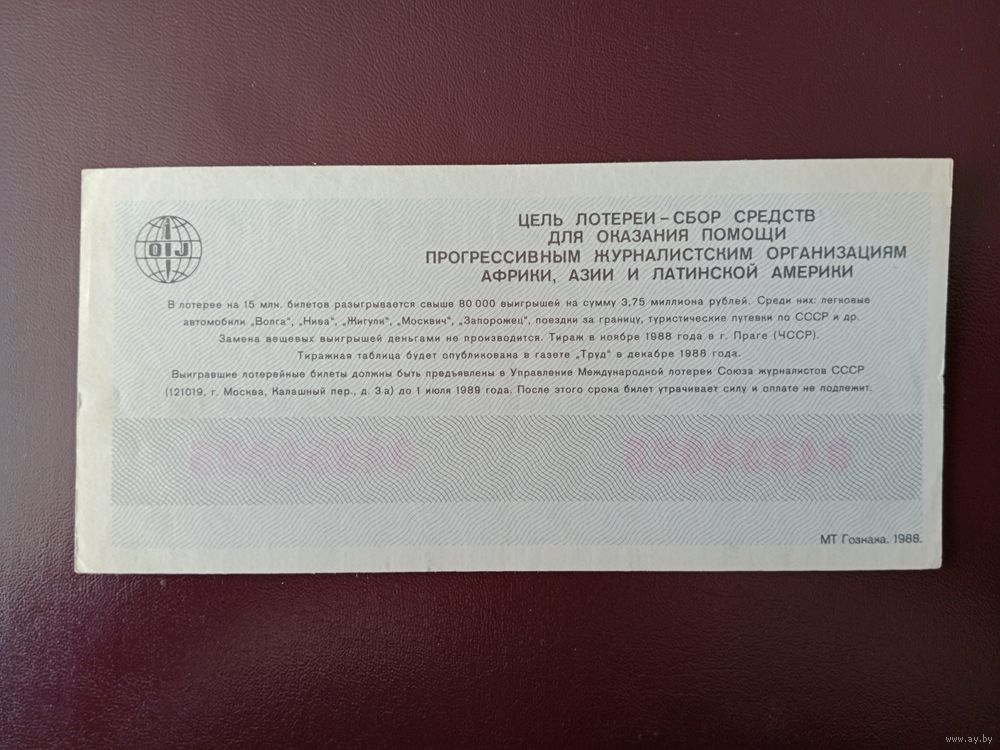 OIJ
ЦЕЛЬ ЛОТЕРЕИ – СБОР СРЕДСТВ
ДЛЯ ОКАЗАНИЯ ПОМОЩИ
ПРОГРЕССИВНЫМ ЖУРНАЛИСТСКИМ ОРГАНИЗАЦИЯМ
АФРИКИ, АЗИИ И ЛАТИНСКОЙ АМЕРИКИ
В лотерее на 15 млн. билетов разыгрывается свыше 80 000 выигрышей на сумму 3,75 миллиона рублей. Среди них: легковые
автомобили „Волга“, „Нива“, „Жигули“, „Москвич“, „Запорожец“, поездки за границу, туристические путевки по СССР и др.
Замена вещевых выигрышей деньгами не производится. Тираж в ноябре 1988 года в г. Праге (ЧССР).
Тиражная таблица будет опубликована в газете „Труд“ в декабре 1988 года.
Выигравшие лотерейные билеты должны быть предъявлены в Управление Международной лотереи Союза журналистов СССР
(121019, г. Москва, Калашный пер., д. 3 а) до 1 июля 1989 года. После этого срока билет утрачивает силу и оплате не подлежит.
МТ Гознака. 1988.
www.ay.by